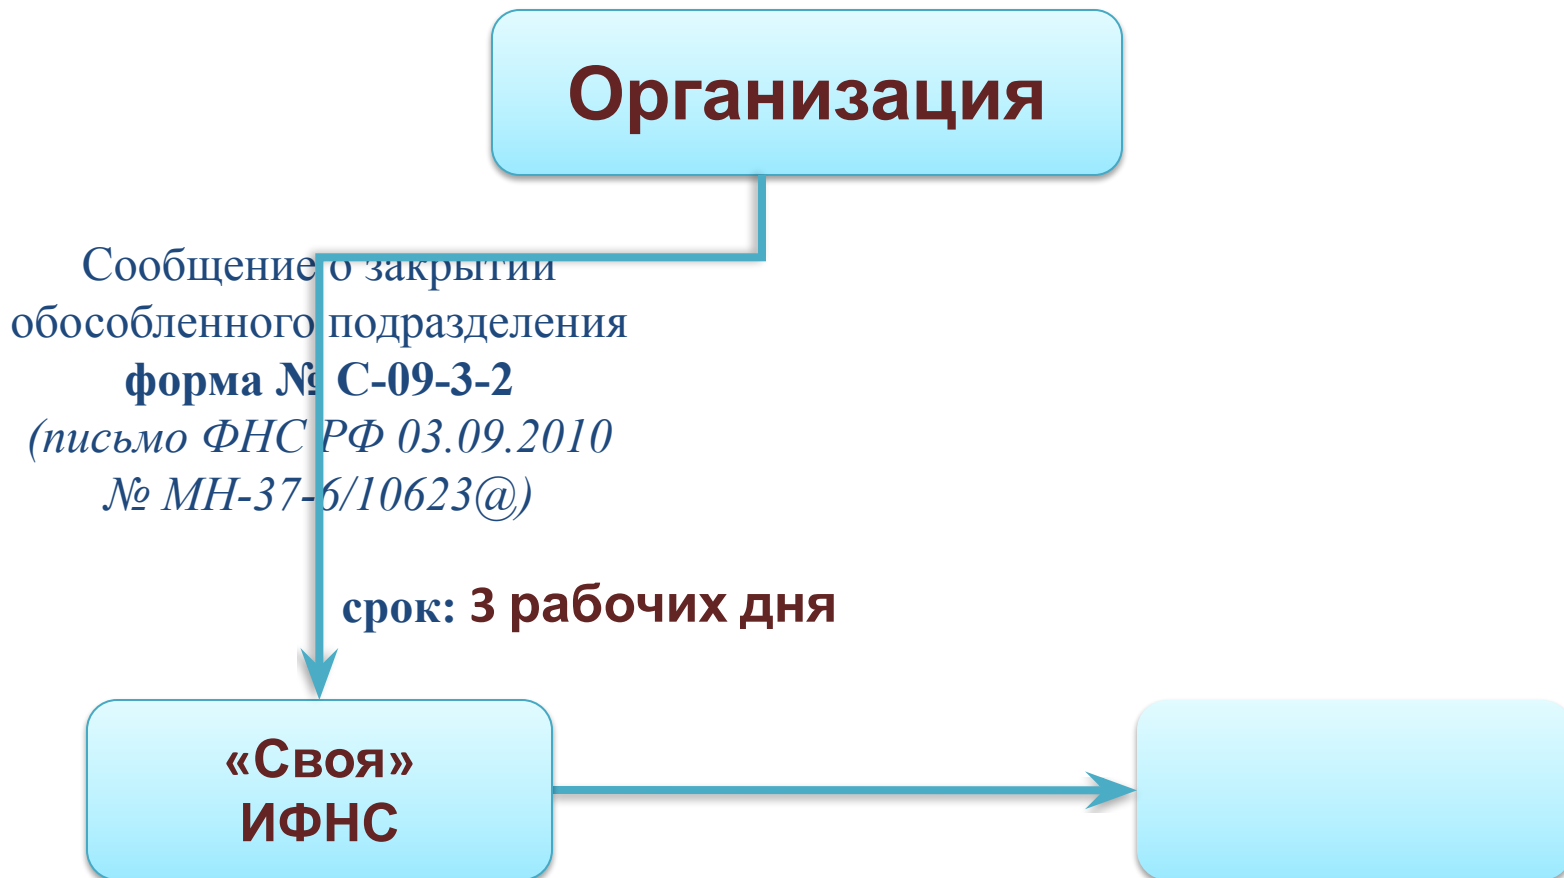 Организация
Сообщение о закрытии
обособленного подразделения
форма № С-09-3-2
(письмо ФНС РФ 03.09.2010
№ МН-37-6/10623@)
срок: 3 рабочих дня
«Своя»
ИФНС